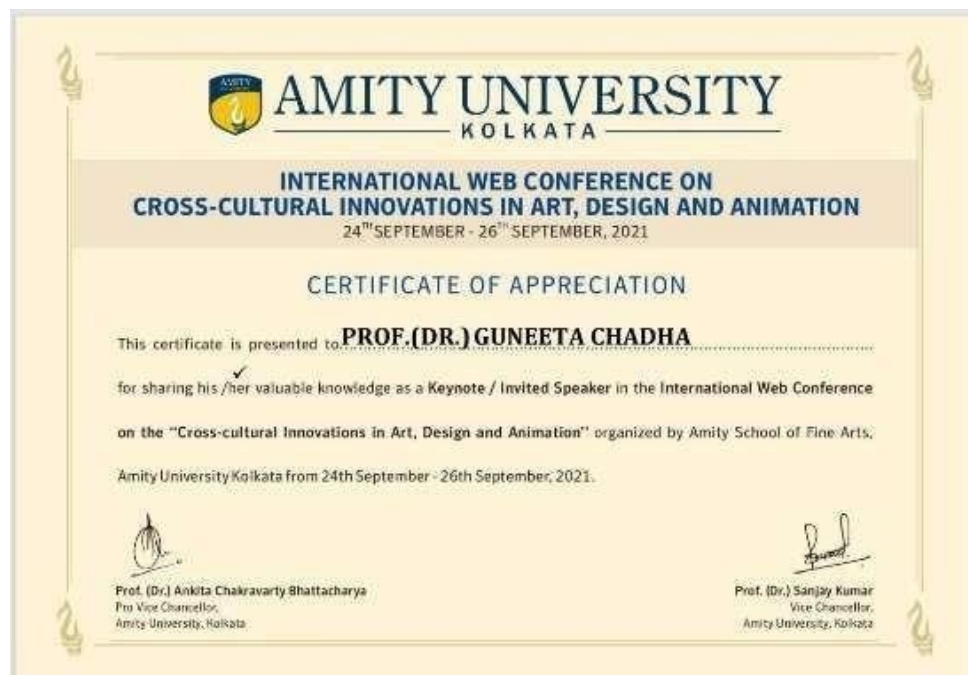 AMITY
AMITY UNIVERSITY
KOLKATA
INTERNATIONAL WEB CONFERENCE ON
CROSS-CULTURAL INNOVATIONS IN ART, DESIGN AND ANIMATION
24TH SEPTEMBER - 26TH SEPTEMBER, 2021
CERTIFICATE OF APPRECIATION
This certificate is presented to PROF.(DR.) GUNEETA CHADHA
for sharing his /her valuable knowledge as a Keynote / Invited Speaker in the International Web Conference
on the "Cross-cultural Innovations in Art, Design and Animation" organized by Amity School of Fine Arts,
Amity University Kolkata from 24th September - 26th September, 2021.
Prof. (Dr.) Ankita Chakravarty Bhattacharya
Pro Vice Chancellor,
Amity University, Kolkata
Prof. (Dr.) Sanjay Kumar
Vice Chancellor,
Amity University, Kolkata